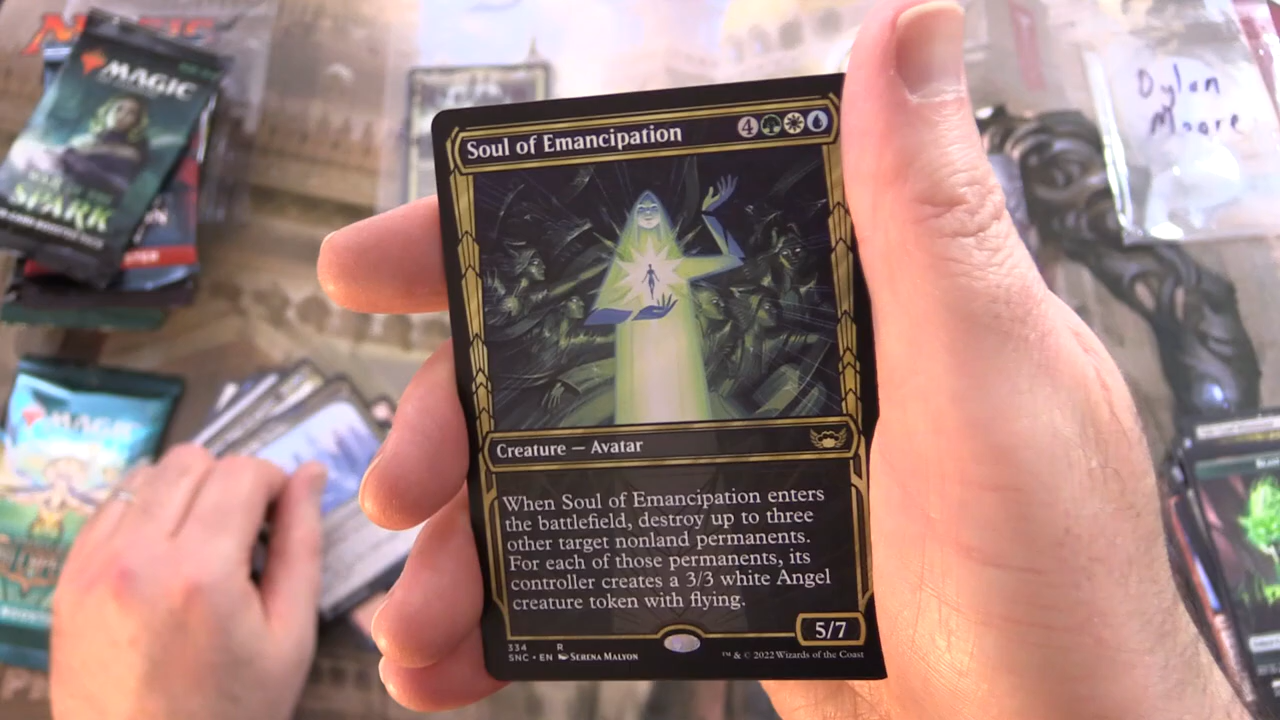 MAGIC
SPARK
MAGIC
Dylan
Moore
Soul of Emancipation
4
Creature — Avatar
When Soul of Emancipation enters
the battlefield, destroy up to three
other target nonland permanents.
For each of those permanents, its
controller creates a 3/3 white Angel
creature token with flying.
5/7
334 R
SNC • EN Serena Malyon
™ & © 2022 Wizards of the Coast